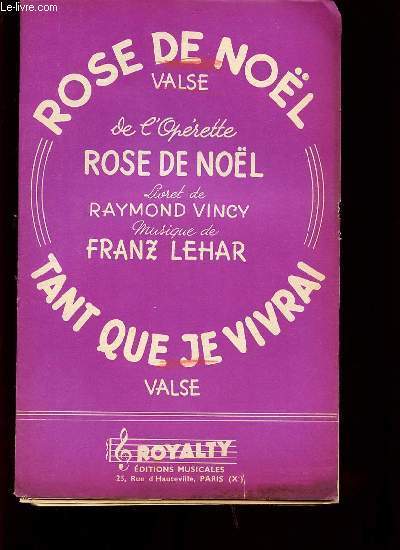 Le-livre.com
ROSE DE NOËL
VALSE
de l'Opérette
ROSE DE NOËL
Livret de
RAYMOND VINCY
Musique de
FRANZ LEHAR
TANT QUE JE VIVRAI
VALSE
ROYALTY
ÉDITIONS MUSICALES
25, Rue d'Hauteville, PARIS (Xe)